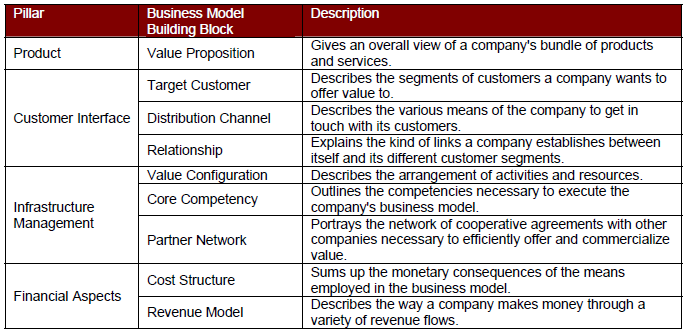 Pillar
Business Model
Building Block
Description
Product
Value Proposition
Gives an overall view of a company's bundle of products
and services.
Customer Interface
Target Customer
Describes the segments of customers a company wants to
offer value to.
Distribution Channel
Describes the various means of the company to get in
touch with its customers.
Relationship
Explains the kind of links a company establishes between
itself and its different customer segments.
Infrastructure
Management
Value Configuration
Describes the arrangement of activities and resources.
Core Competency
Outlines the competencies necessary to execute the
company's business model.
Partner Network
Portrays the network of cooperative agreements with other
companies necessary to efficiently offer and commercialize
value.
Financial Aspects
Cost Structure
Sums up the monetary consequences of the means
employed in the business model.
Revenue Model
Describes the way a company makes money through a
variety of revenue flows.